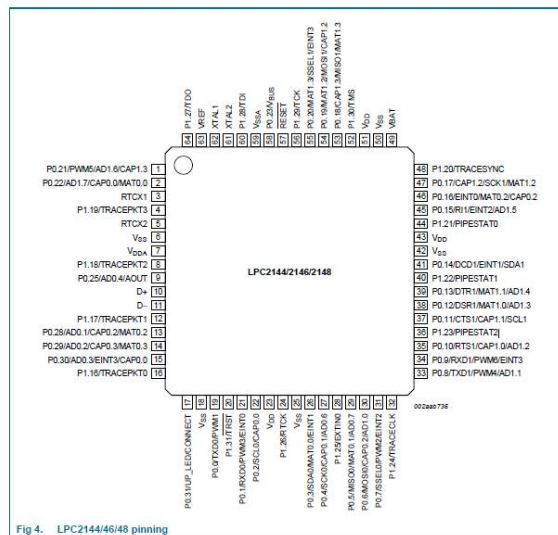 64 P1.27/TDO
63 VREF
62 XTAL1
61 XTAL2
60 P1.28/TDI
59 VSSA
58 P0.23/VBUS
57 RESET
56 P1.29/TCK
55 P0.20/MAT1.3/SSEL1/EINT3
54 P0.19/MAT1.2/MOSI1/CAP1.2
53 P0.18/CAP1.3/MISO1/MAT1.3
52 P1.30/TMS
51 VDD
50 VSS
49 VBAT
P0.21/PWM5/AD1.6/CAP1.3 1
P0.22/AD1.7/CAP0.0/MAT0.0 2
RTCX1 3
P1.19/TRACEPKT3 4
RTCX2 5
VSS 6
VDDA 7
P1.18/TRACEPKT2 8
P0.25/AD0.4/AOUT 9
D+ 10
D− 11
P1.17/TRACEPKT1 12
P0.28/AD0.1/CAP0.2/MAT0.2 13
P0.29/AD0.2/CAP0.3/MAT0.3 14
P0.30/AD0.3/EINT3/CAP0.0 15
P1.16/TRACEPKT0 16
LPC2144/2146/2148
48 P1.20/TRACESYNC
47 P0.17/CAP1.2/SCK1/MAT1.2
46 P0.16/EINT0/MAT0.2/CAP0.2
45 P0.15/RI1/EINT2/AD1.5
44 P1.21/PIPESTAT0
43 VDD
42 VSS
41 P0.14/DCD1/EINT1/SDA1
40 P1.22/PIPESTAT1
39 P0.13/DTR1/MAT1.1/AD1.4
38 P0.12/DSR1/MAT1.0/AD1.3
37 P0.11/CTS1/CAP1.1/SCL1
36 P1.23/PIPESTAT2
35 P0.10/RTS1/CAP1.0/AD1.2
34 P0.9/RXD1/PWM6/EINT3
33 P0.8/TXD1/PWM4/AD1.1
P0.31/UP_LED/CONNECT 17
VSS 18
P0.0/TXD0/PWM1 19
P1.31/TRST 20
P0.1/RXD0/PWM3/EINT0 21
P0.2/SCL0/CAP0.0 22
VDD 23
P1.26/RTCK 24
VSS 25
P0.3/SDA0/MAT0.0/EINT1 26
P0.4/SCK0/CAP0.1/AD0.6 27
P1.25/EXTIN0 28
P0.5/MISO0/MAT0.1/AD0.7 29
P0.6/MOSI0/CAP0.2/AD1.0 30
P0.7/SSEL0/PWM2/EINT2 31
P1.24/TRACECLK 32
002aab736
Fig 4. LPC2144/46/48 pinning